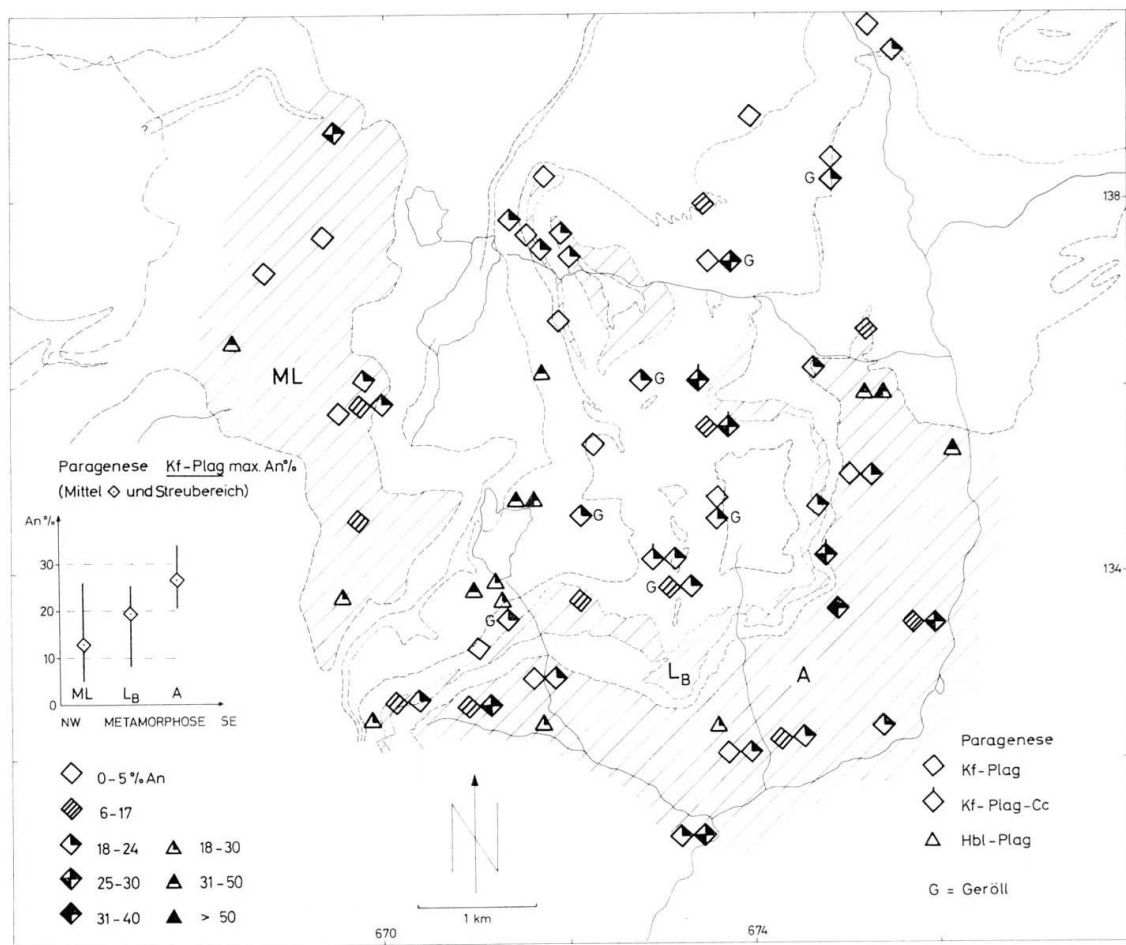 138
G
G
ML
G
G
G
G
G
134
Paragenese Kf-Plag max. An%
(Mittel ◇ und Streubereich)
An%
30
20
10
0
ML LB A
NW METAMORPHOSE SE
LB
A
0-5 % An
6-17
18-24
18-30
25-30
31-50
31-40
> 50
N
1 km
Paragenese
Kf-Plag
Kf-Plag-Cc
Hbl-Plag
G = Geröll
670
674